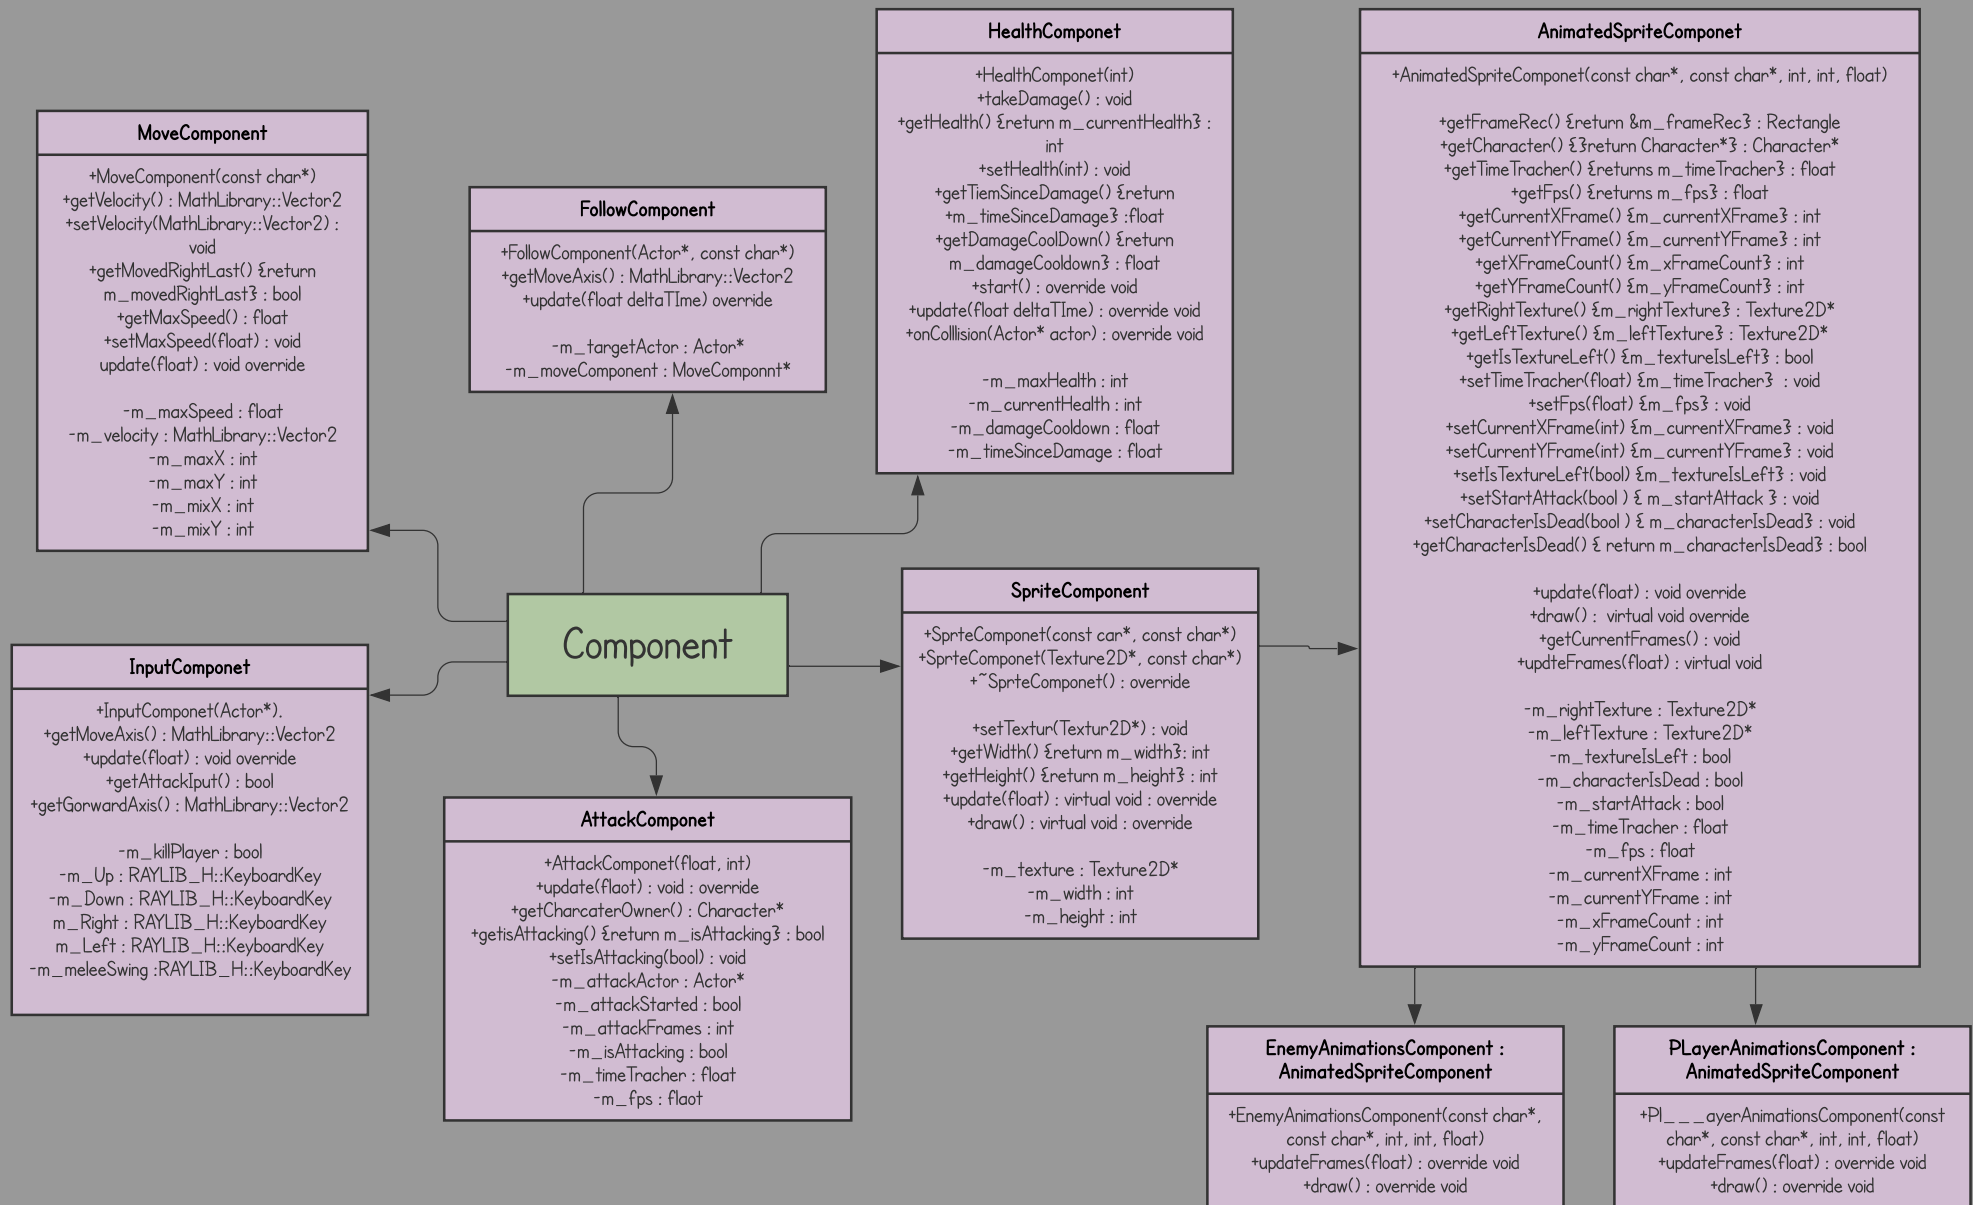 MoveComponent
+MoveComponent(const char*)
+getVelocity() : MathLibrary::Vector2
+setVelocity(MathLibrary::Vector2) :
void
+getMovedRightLast() {return
m_movedRightLast} : bool
+getMaxSpeed() : float
+setMaxSpeed(float) : void
update(float) : void override
-m_maxSpeed : float
-m_velocity : MathLibrary::Vector2
-m_maxX : int
-m_maxY : int
-m_mixX : int
-m_mixY : int
FollowComponent
+FollowComponent(Actor*, const char*)
+getMoveAxis() : MathLibrary::Vector2
+update(float deltaTIme) override
-m_targetActor : Actor*
-m_moveComponent : MoveComponnt*
HealthComponet
+HealthComponet(int)
+takeDamage() : void
+getHealth() {return m_currentHealth} :
int
+setHealth(int) : void
+getTiemSinceDamage() {return
+m_timeSinceDamage} :float
+getDamageCoolDown() {return
m_damageCooldown} : float
+start() : override void
+update(float deltaTIme) : override void
+onColllision(Actor* actor) : override void
-m_maxHealth : int
-m_currentHealth : int
-m_damageCooldown : float
-m_timeSinceDamage : float
AnimatedSpriteComponet
+AnimatedSpriteComponet(const char*, const char*, int, int, float)
+getFrameRec() {return &m_frameRec} : Rectangle
+getCharacter() {}return Character*} : Character*
+getTimeTracher() {returns m_timeTracher} : float
+getFps() {returns m_fps} : float
+getCurrentXFrame() {m_currentXFrame} : int
+getCurrentYFrame() {m_currentYFrame} : int
+getXFrameCount() {m_xFrameCount} : int
+getYFrameCount() {m_yFrameCount} : int
+getRightTexture() {m_rightTexture} : Texture2D*
+getLeftTexture() {m_leftTexture} : Texture2D*
+getIsTextureLeft() {m_textureIsLeft} : bool
+setTimeTracher(float) {m_timeTracher} : void
+setFps(float) {m_fps} : void
+setCurrentXFrame(int) {m_currentXFrame} : void
+setCurrentYFrame(int) {m_currentYFrame} : void
+setIsTextureLeft(bool) {m_textureIsLeft} : void
+setStartAttack(bool ) { m_startAttack } : void
+setCharacterIsDead(bool ) { m_characterIsDead} : void
+getCharacterIsDead() { return m_characterIsDead} : bool
+update(float) : void override
+draw() : virtual void override
+getCurrentFrames() : void
+updteFrames(float) : virtual void
-m_rightTexture : Texture2D*
-m_leftTexture : Texture2D*
-m_textureIsLeft : bool
-m_characterIsDead : bool
-m_startAttack : bool
-m_timeTracher : float
-m_fps : float
-m_currentXFrame : int
-m_currentYFrame : int
-m_xFrameCount : int
-m_yFrameCount : int
Component
InputComponet
+InputComponet(Actor*).
+getMoveAxis() : MathLibrary::Vector2
+update(float) : void override
+getAttackIput() : bool
+getGorwardAxis() : MathLibrary::Vector2
-m_killPlayer : bool
-m_Up : RAYLIB_H::KeyboardKey
-m_Down : RAYLIB_H::KeyboardKey
m_Right : RAYLIB_H::KeyboardKey
m_Left : RAYLIB_H::KeyboardKey
-m_meleeSwing :RAYLIB_H::KeyboardKey
AttackComponet
+AttackComponet(float, int)
+update(flaot) : void : override
+getCharcaterOwner() : Character*
+getisAttacking() {return m_isAttacking} : bool
+setIsAttacking(bool) : void
-m_attackActor : Actor*
-m_attackStarted : bool
-m_attackFrames : int
-m_isAttacking : bool
-m_timeTracher : float
-m_fps : flaot
SpriteComponent
+SprteComponet(const car*, const char*)
+SprteComponet(Texture2D*, const char*)
+~SprteComponet() : override
+setTextur(Textur2D*) : void
+getWidth() {return m_width}: int
+getHeight() {return m_height} : int
+update(float) : virtual void : override
+draw() : virtual void : override
-m_texture : Texture2D*
-m_width : int
-m_height : int
EnemyAnimationsComponent :
AnimatedSpriteComponent
+EnemyAnimationsComponent(const char*,
const char*, int, int, float)
+updateFrames(float) : override void
+draw() : override void
PLayerAnimationsComponent :
AnimatedSpriteComponent
+Pl___ayerAnimationsComponent(const
char*, const char*, int, int, float)
+updateFrames(float) : override void
+draw() : override void